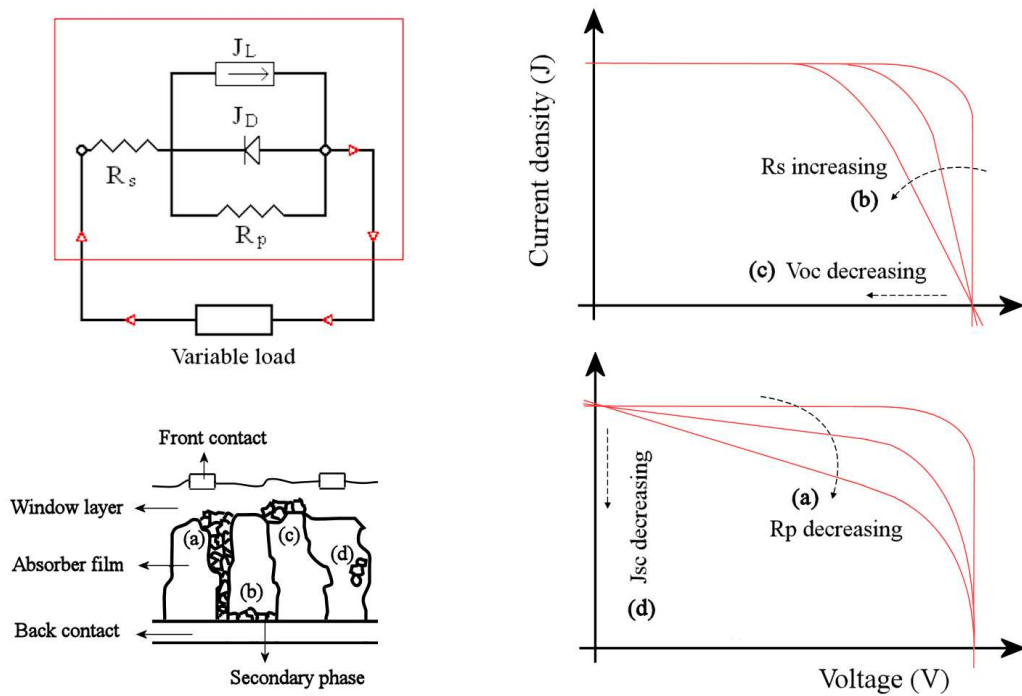 J_L
J_D
R_s
R_p
Variable load
Current density (J)
Rs increasing
(b)
(c) Voc decreasing
Front contact
Window layer
Absorber film
Back contact
(a)
(b)
(c)
(d)
Secondary phase
Jsc decreasing
(d)
(a)
Rp decreasing
Voltage (V)